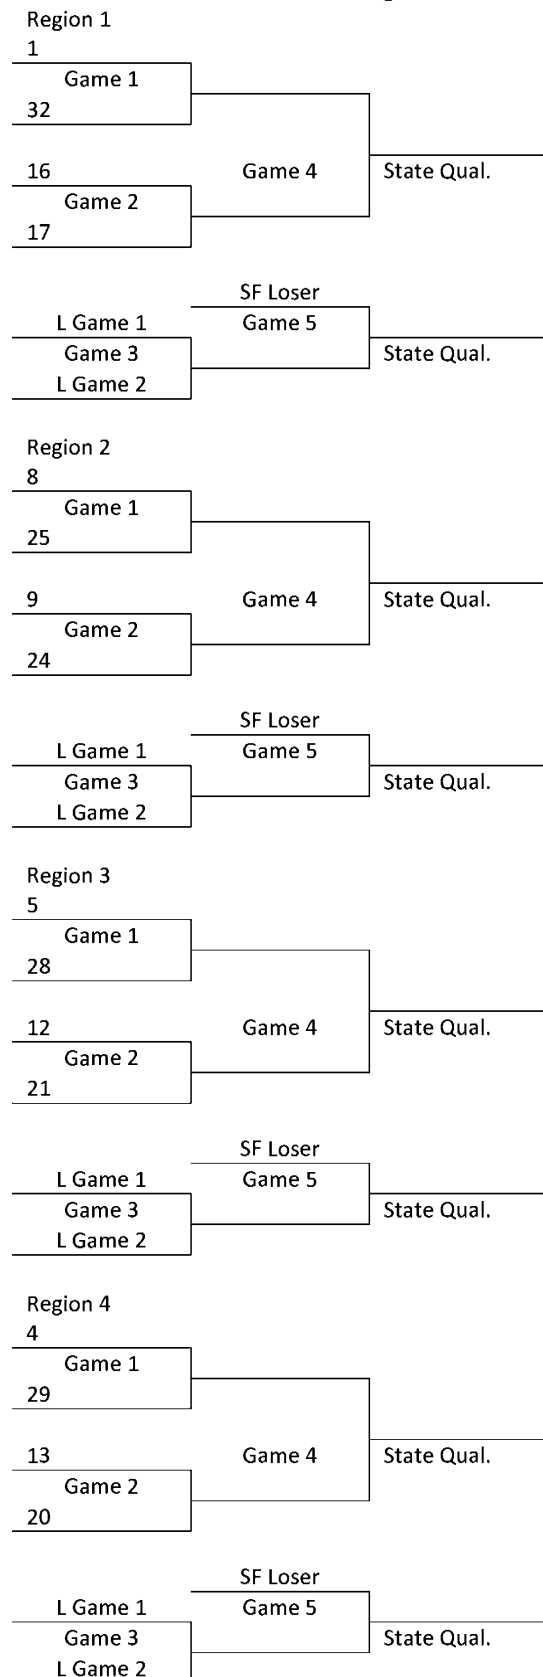 Region 1
1
Game 1
32
16
Game 4
State Qual.
Game 2
17
SF Loser
L Game 1
Game 5
Game 3
State Qual.
L Game 2
Region 2
8
Game 1
25
9
Game 4
State Qual.
Game 2
24
SF Loser
L Game 1
Game 5
Game 3
State Qual.
L Game 2
Region 3
5
Game 1
28
12
Game 4
State Qual.
Game 2
21
SF Loser
L Game 1
Game 5
Game 3
State Qual.
L Game 2
Region 4
4
Game 1
29
13
Game 4
State Qual.
Game 2
20
SF Loser
L Game 1
Game 5
Game 3
State Qual.
L Game 2